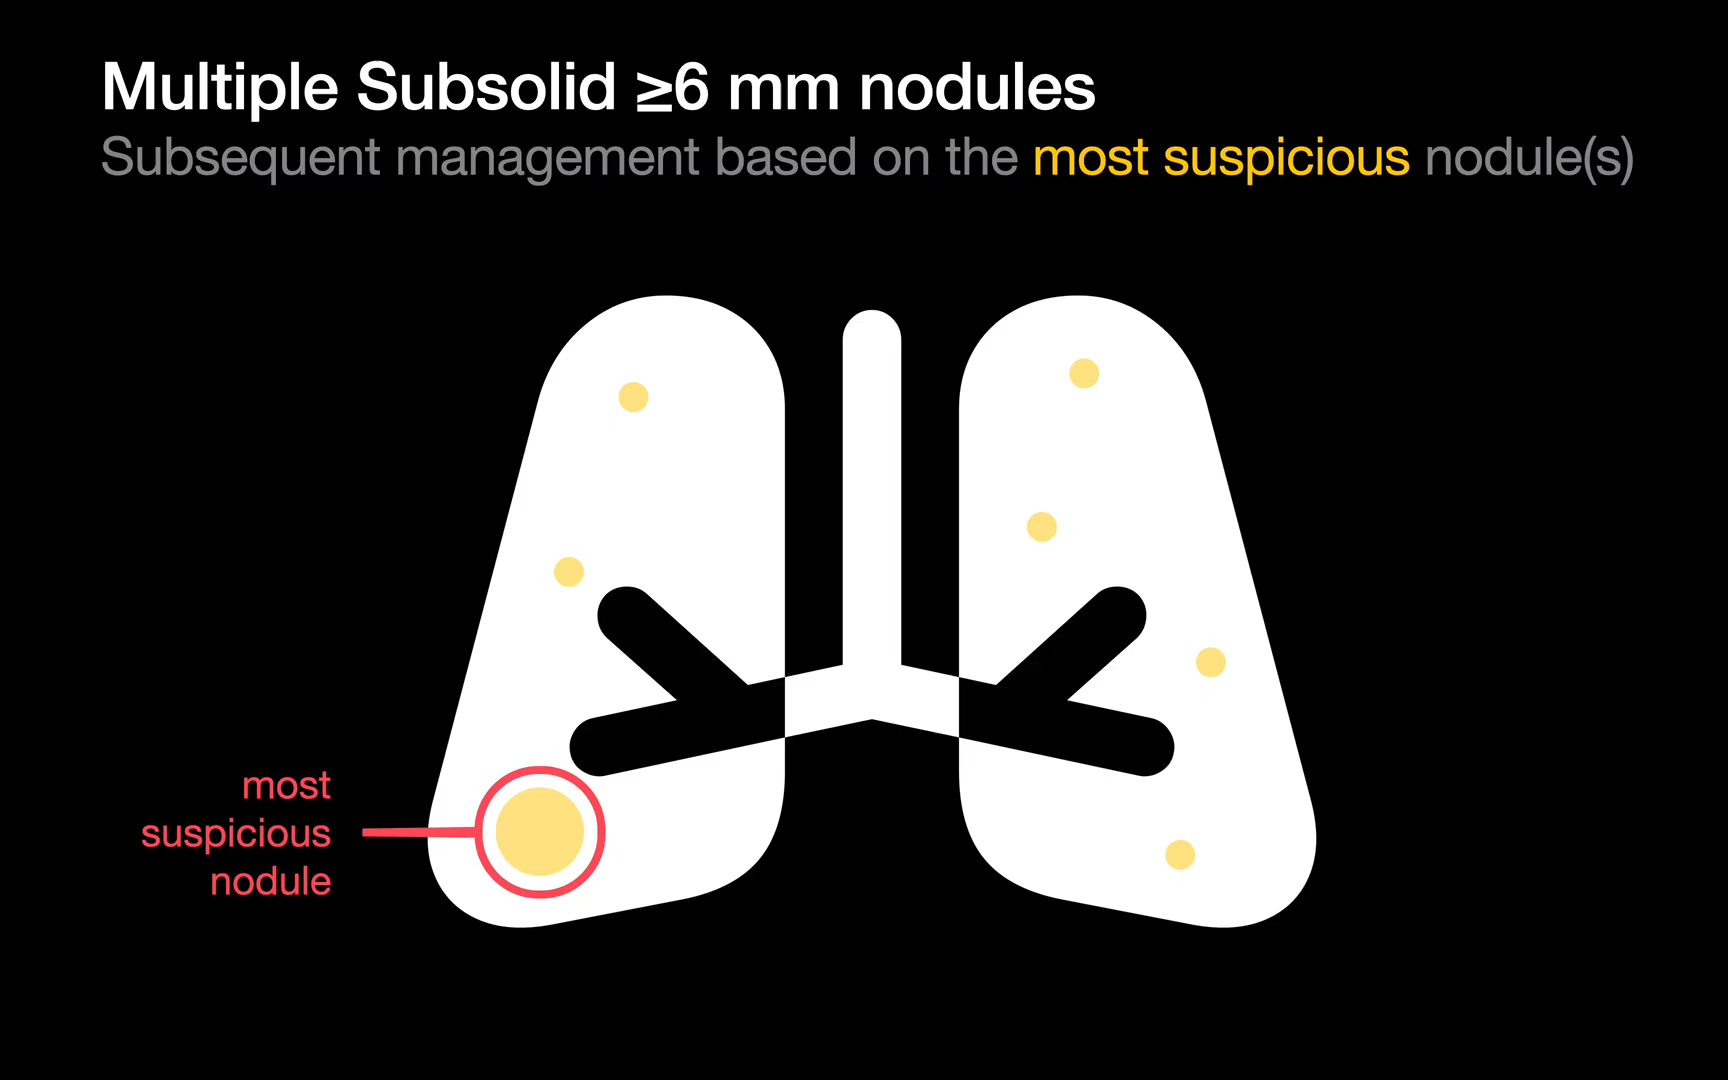 Multiple Subsolid ≥6 mm nodules
Subsequent management based on the most suspicious nodule(s)
most
suspicious
nodule